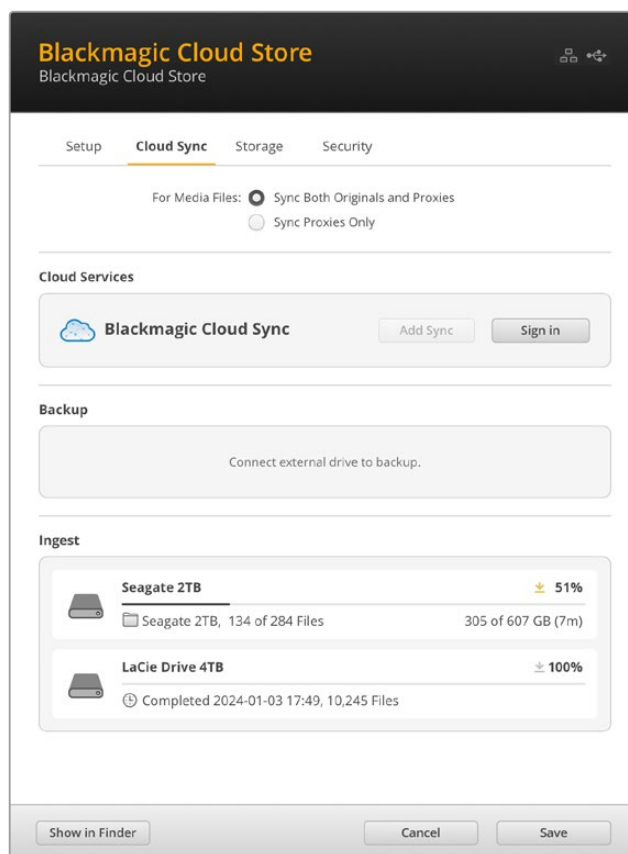 Blackmagic Cloud Store
Blackmagic Cloud Store
Setup Cloud Sync Storage Security
For Media Files: Sync Both Originals and Proxies
Sync Proxies Only
Cloud Services
Blackmagic Cloud Sync Add Sync Sign in
Backup
Connect external drive to backup.
Ingest
Seagate 2TB 51%
Seagate 2TB, 134 of 284 Files 305 of 607 GB (7m)
LaCie Drive 4TB 100%
Completed 2024-01-03 17:49, 10,245 Files
Show in Finder Cancel Save